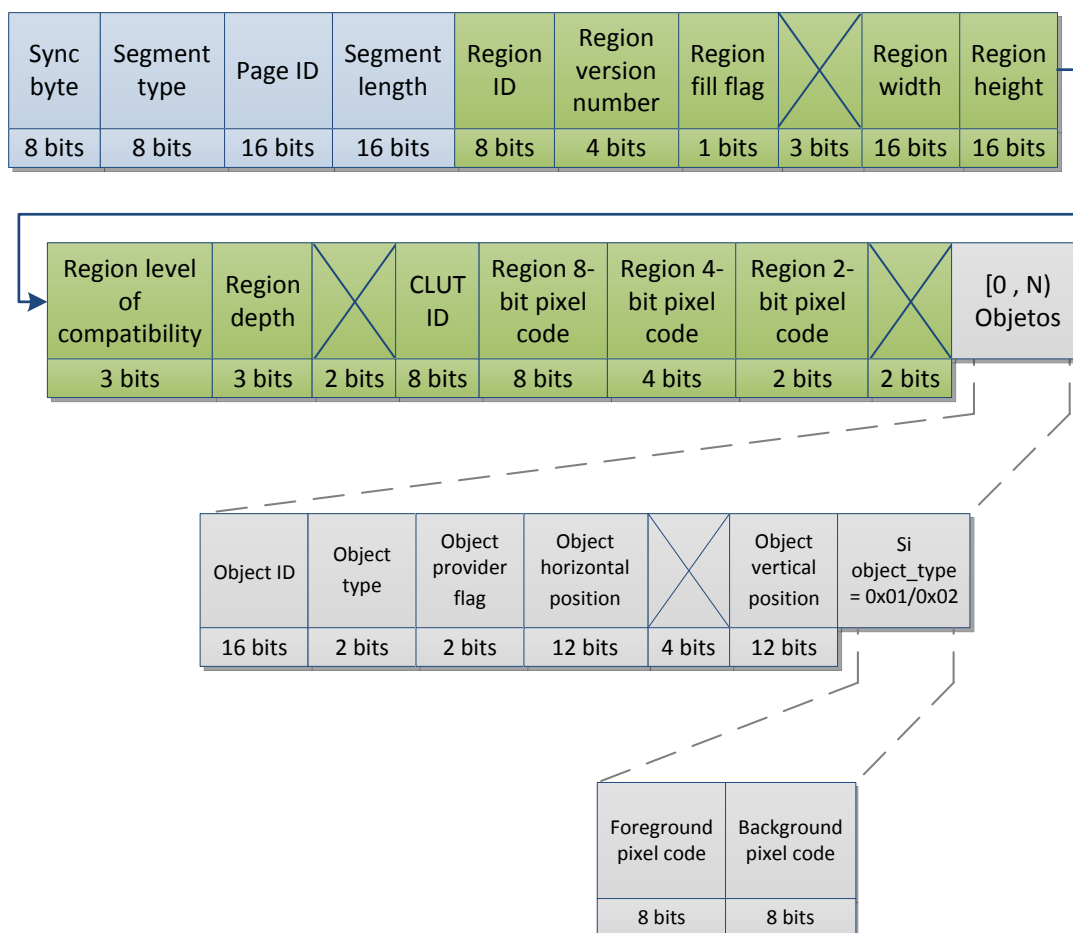 Sync
byte
Segment
type
Page ID
Segment
length
Region
ID
Region
version
number
Region
fill flag
Region
width
Region
height
8 bits
8 bits
16 bits
16 bits
8 bits
4 bits
1 bits
3 bits
16 bits
16 bits
Region level
of
compatibility
Region
depth
CLUT
ID
Region 8-
bit pixel
code
Region 4-
bit pixel
code
Region 2-
bit pixel
code
[0 , N)
Objetos
3 bits
3 bits
2 bits
8 bits
8 bits
4 bits
2 bits
2 bits
Object ID
Object
type
Object
provider
flag
Object
horizontal
position
Object
vertical
position
Si
object_type
= 0x01/0x02
16 bits
2 bits
2 bits
12 bits
4 bits
12 bits
Foreground
pixel code
Background
pixel code
8 bits
8 bits